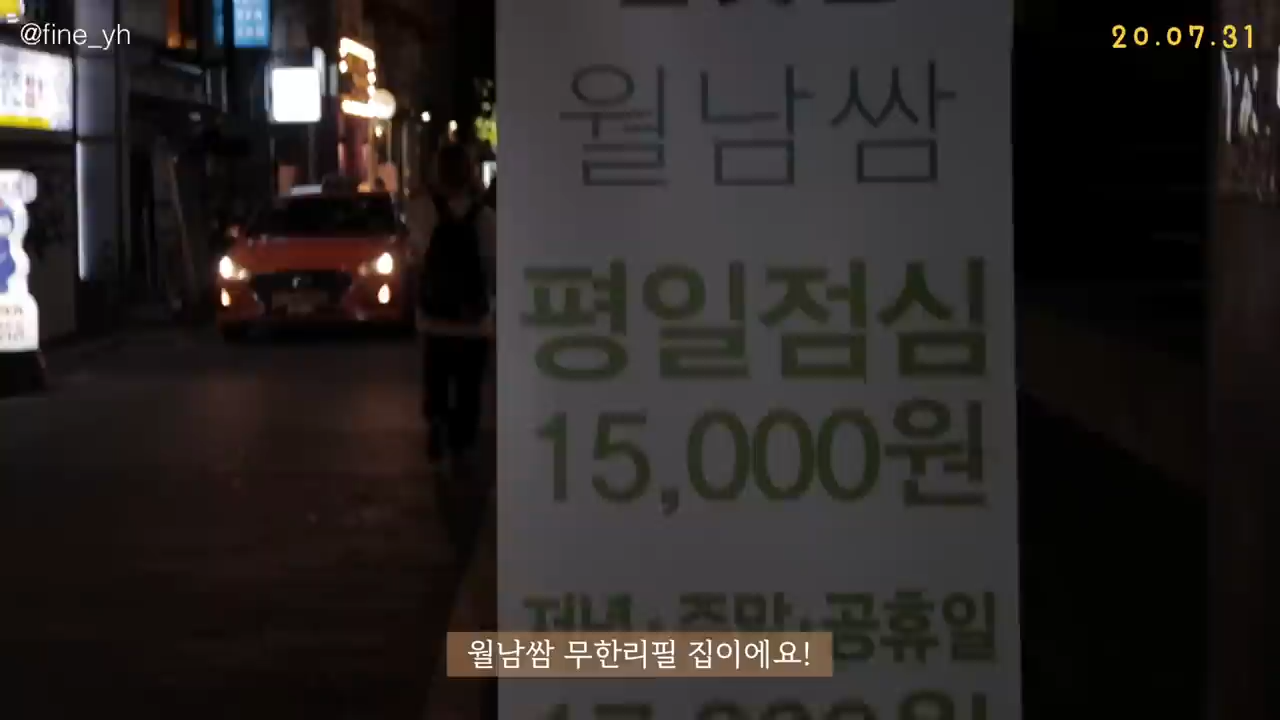 @fine_yh
20.07.31
월남쌈
평일점심
15,000원
저녁·주말·공휴일
월남쌈 무한리필 집이에요!